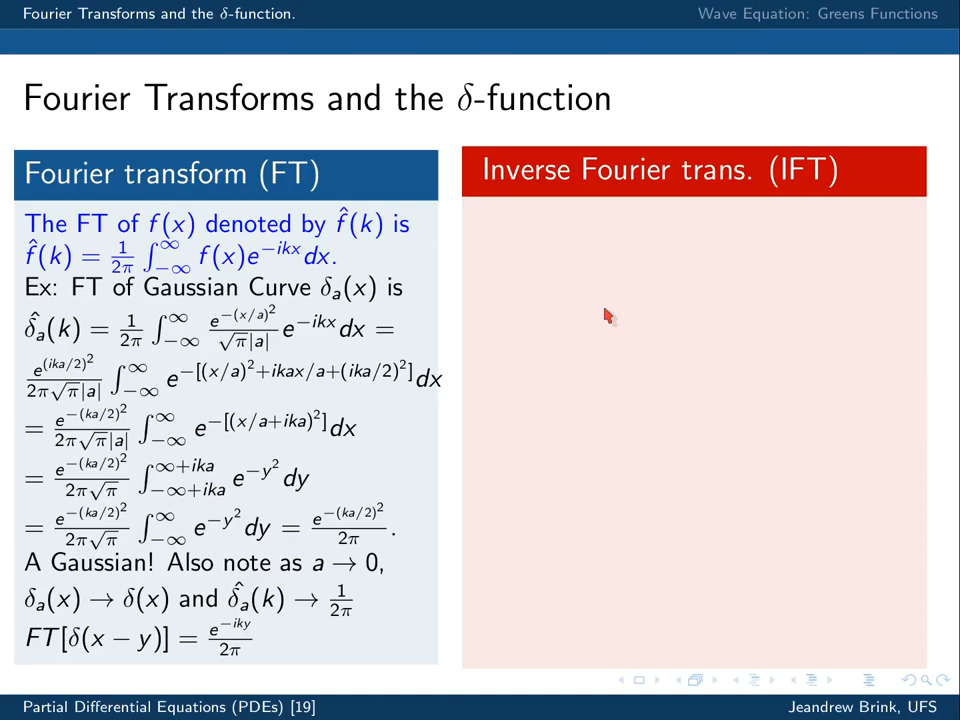 Fourier Transforms and the δ-function.
Wave Equation: Greens Functions
Fourier Transforms and the δ-function
Fourier transform (FT)
The FT of f(x) denoted by f̂(k) is
f̂(k) = 1/2π ∫_{−∞}^{∞} f(x)e^{−ikx}dx.
Ex: FT of Gaussian Curve δ_a(x) is
δ̂_a(k) = 1/2π ∫_{−∞}^{∞} e^{−(x/a)^2}/√π|a| e^{−ikx}dx =
e^{(ika/2)^2}/2π√π|a| ∫_{−∞}^{∞} e^{−[(x/a)^2+ikax/a+(ika/2)^2]}dx
= e^{−(ka/2)^2}/2π√π|a| ∫_{−∞}^{∞} e^{−[(x/a+ika)^2]}dx
= e^{−(ka/2)^2}/2π√π ∫_{−∞+ika}^{∞+ika} e^{−y^2}dy
= e^{−(ka/2)^2}/2π√π ∫_{−∞}^{∞} e^{−y^2}dy = e^{−(ka/2)^2}/2π.
A Gaussian! Also note as a → 0,
δ_a(x) → δ(x) and δ̂_a(k) → 1/2π
FT[δ(x − y)] = e^{−iky}/2π
Inverse Fourier trans. (IFT)
Partial Differential Equations (PDEs) [19]
Jeandrew Brink, UFS